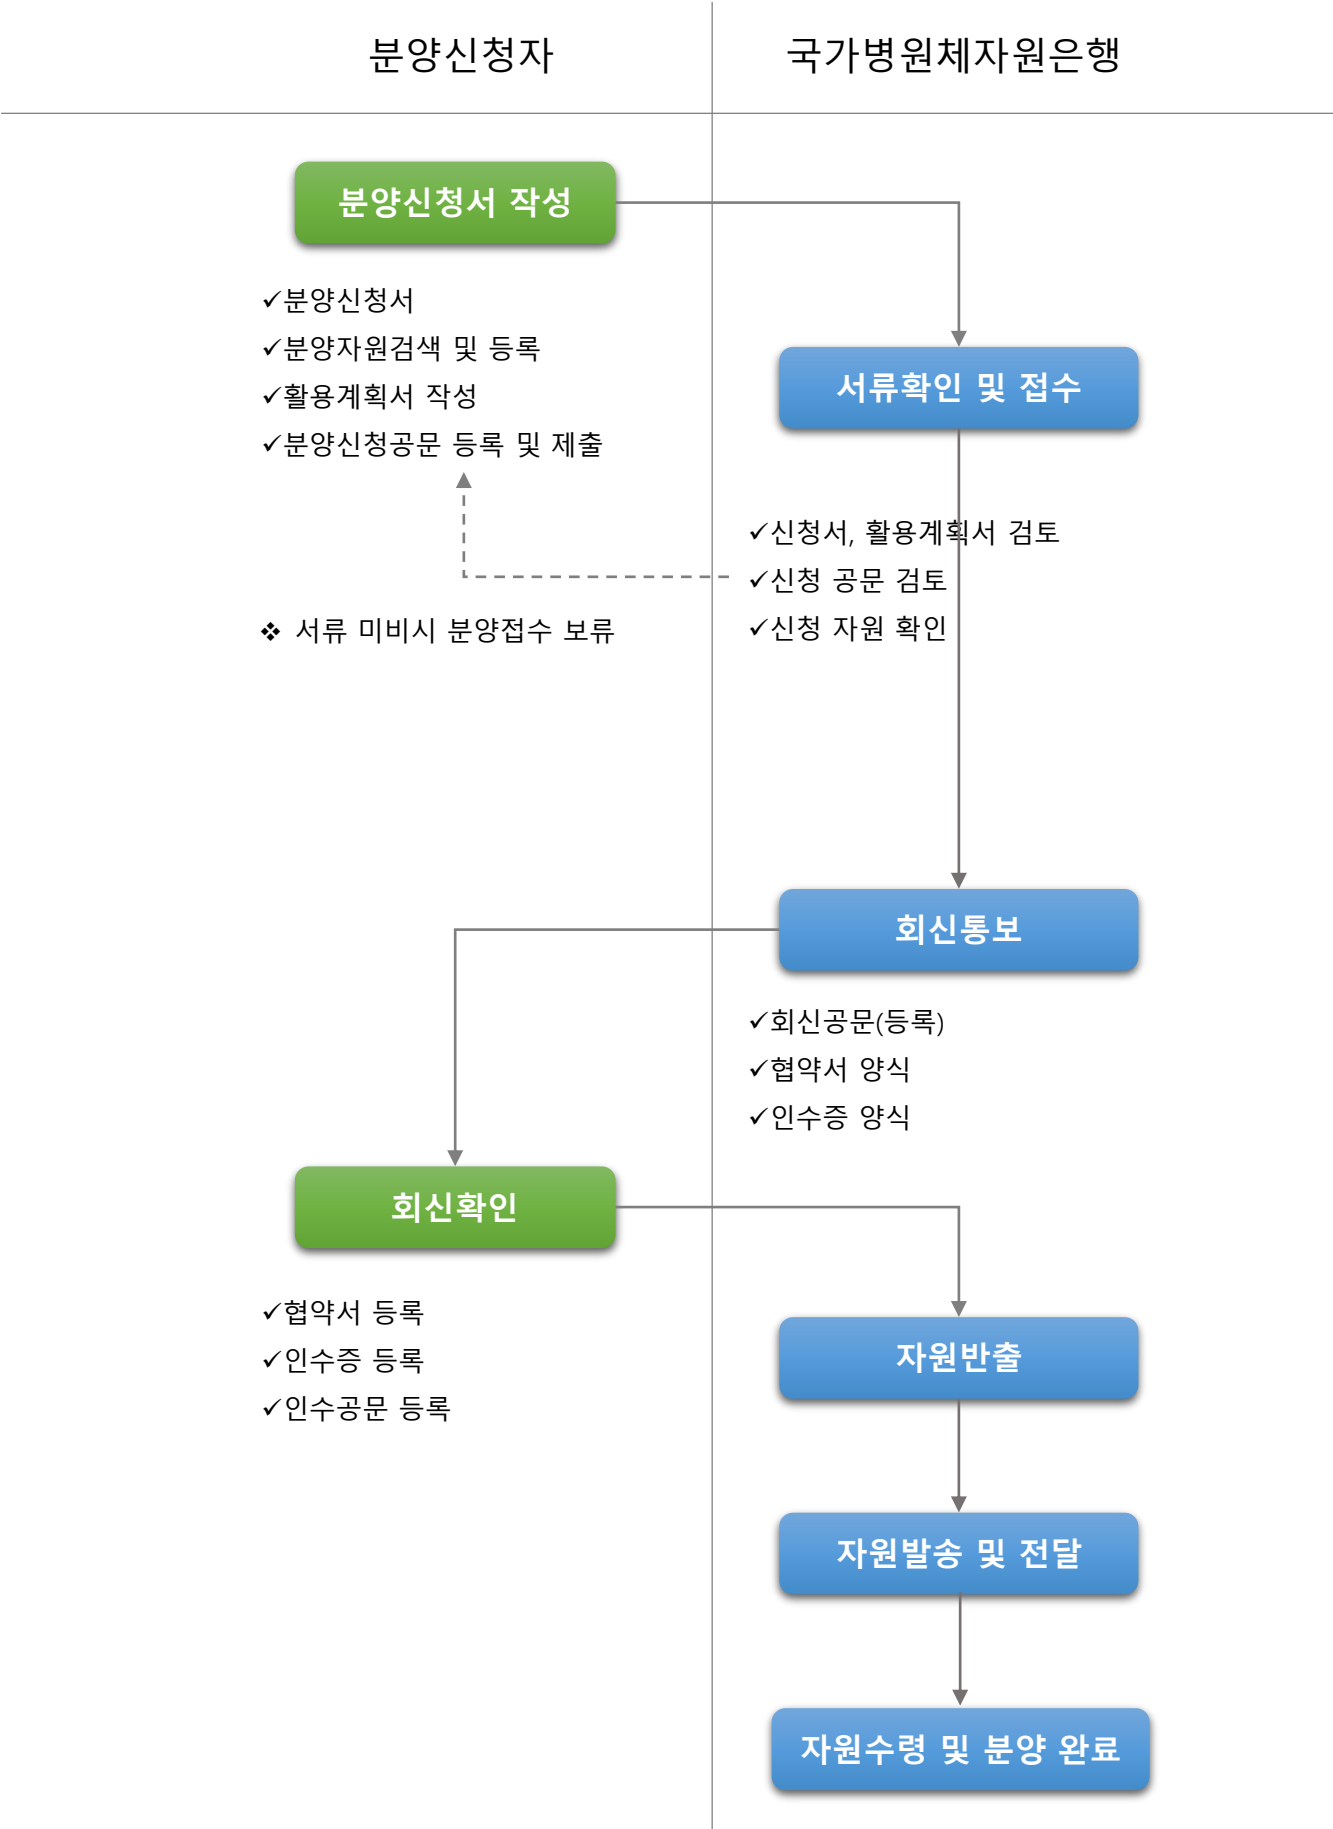 분양신청자
국가병원체자원은행
분양신청서 작성
✓분양신청서
✓분양자원검색 및 등록
✓활용계획서 작성
✓분양신청공문 등록 및 제출
서류확인 및 접수
✓신청서, 활용계획서 검토
✓신청 공문 검토
✓신청 자원 확인
❖ 서류 미비시 분양접수 보류
회신통보
✓회신공문(등록)
✓협약서 양식
✓인수증 양식
회신확인
✓협약서 등록
✓인수증 등록
✓인수공문 등록
자원반출
자원발송 및 전달
자원수령 및 분양 완료